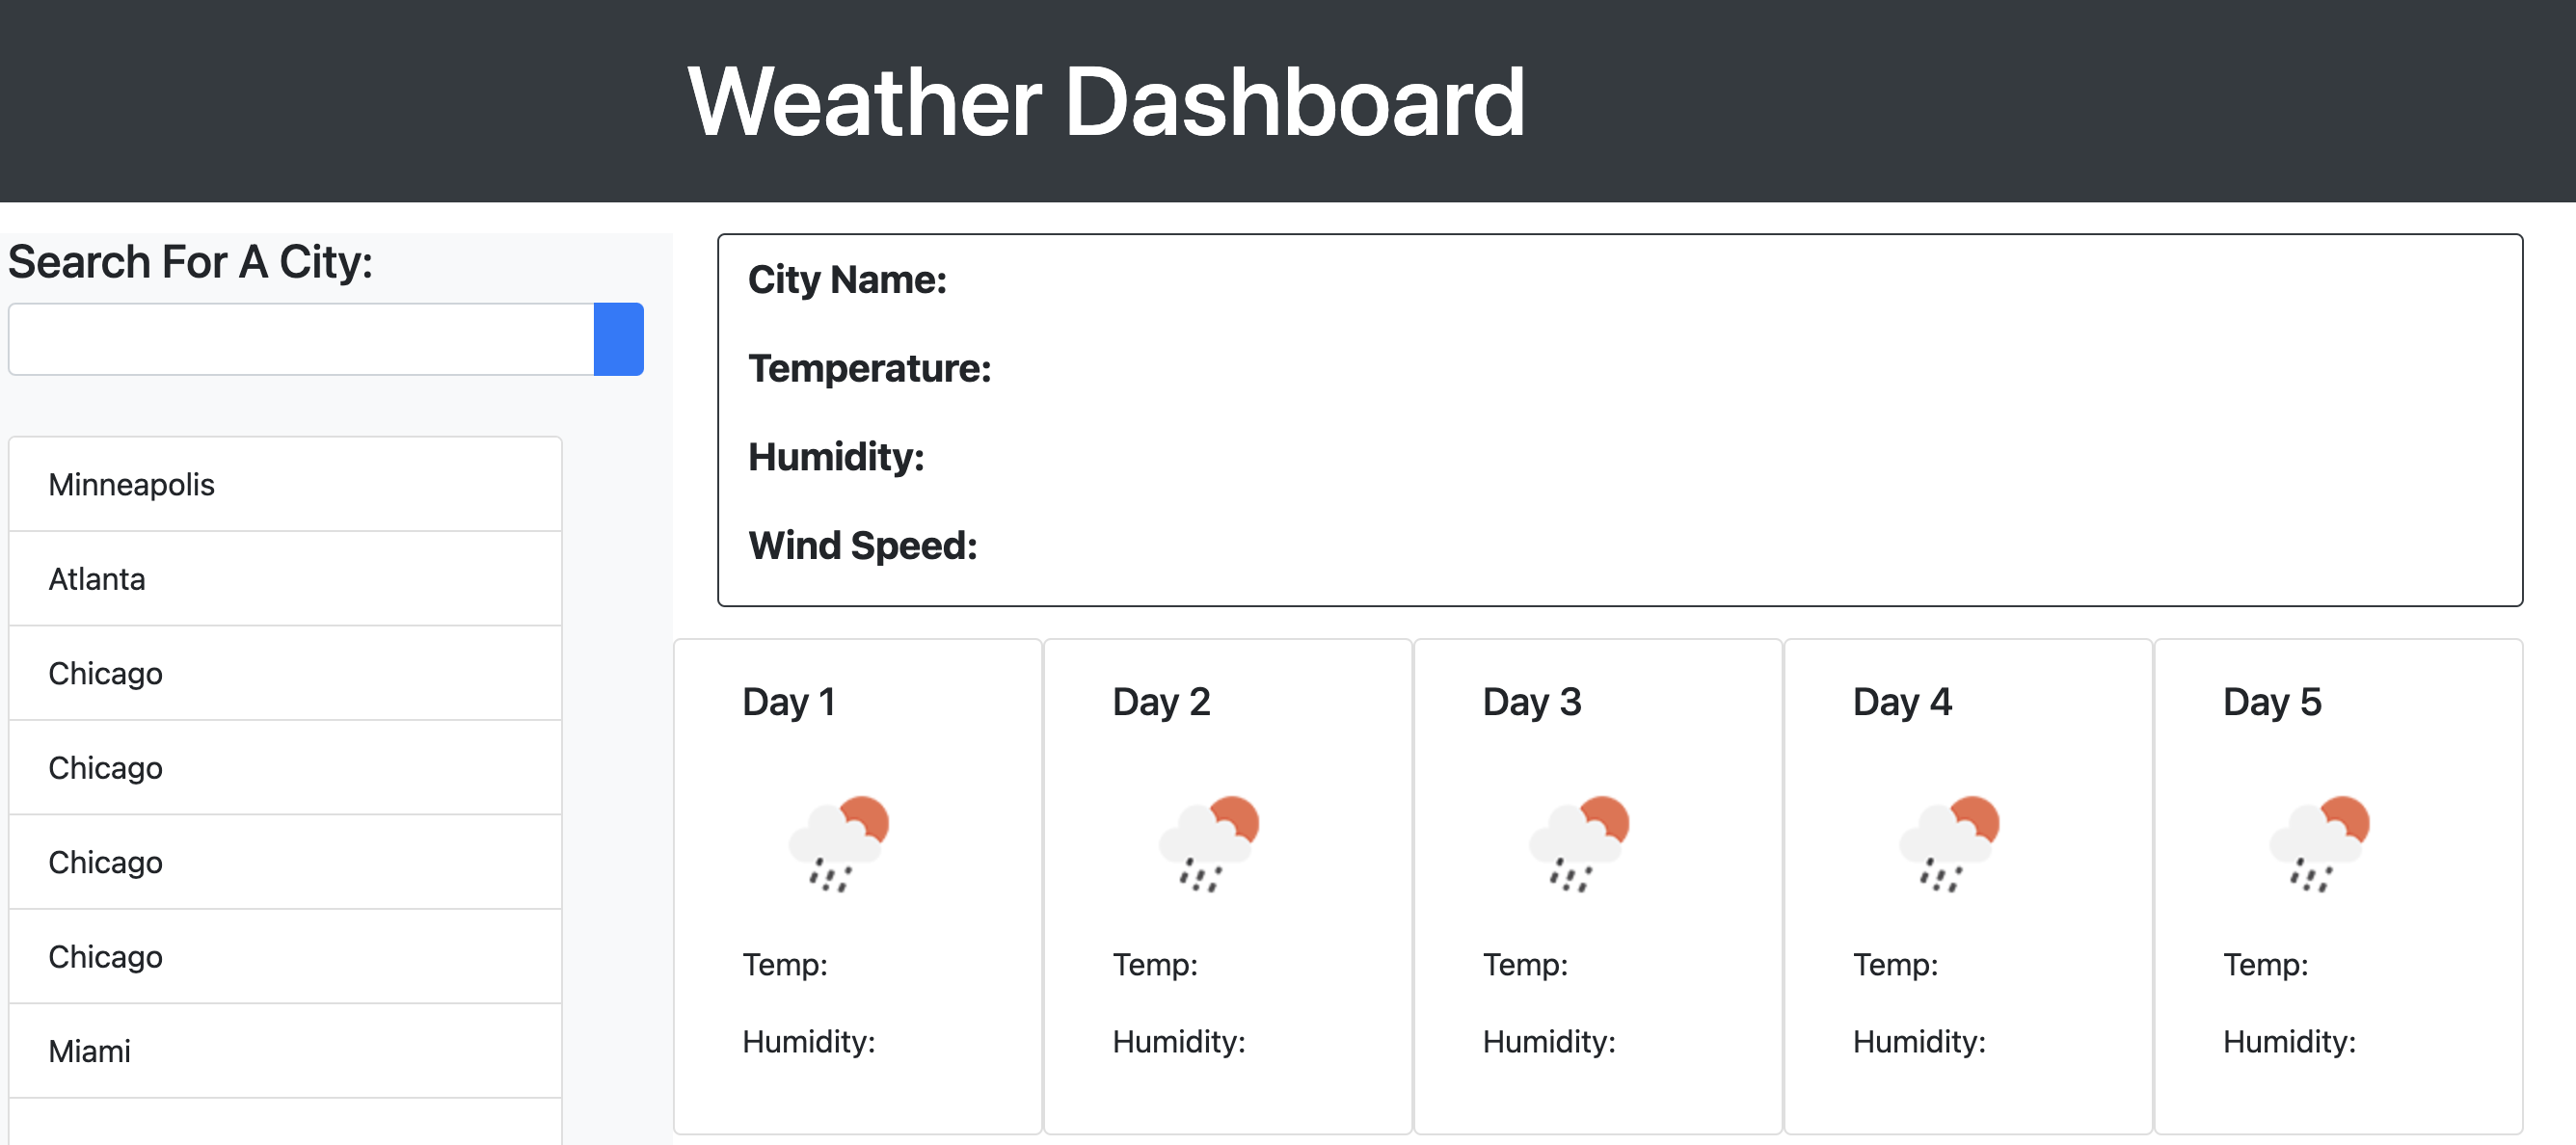 Weather Dashboard
Search For A City:
Minneapolis
Atlanta
Chicago
Chicago
Chicago
Chicago
Miami
City Name:
Temperature:
Humidity:
Wind Speed:
Day 1
Temp:
Humidity:
Day 2
Temp:
Humidity:
Day 3
Temp:
Humidity:
Day 4
Temp:
Humidity:
Day 5
Temp:
Humidity: